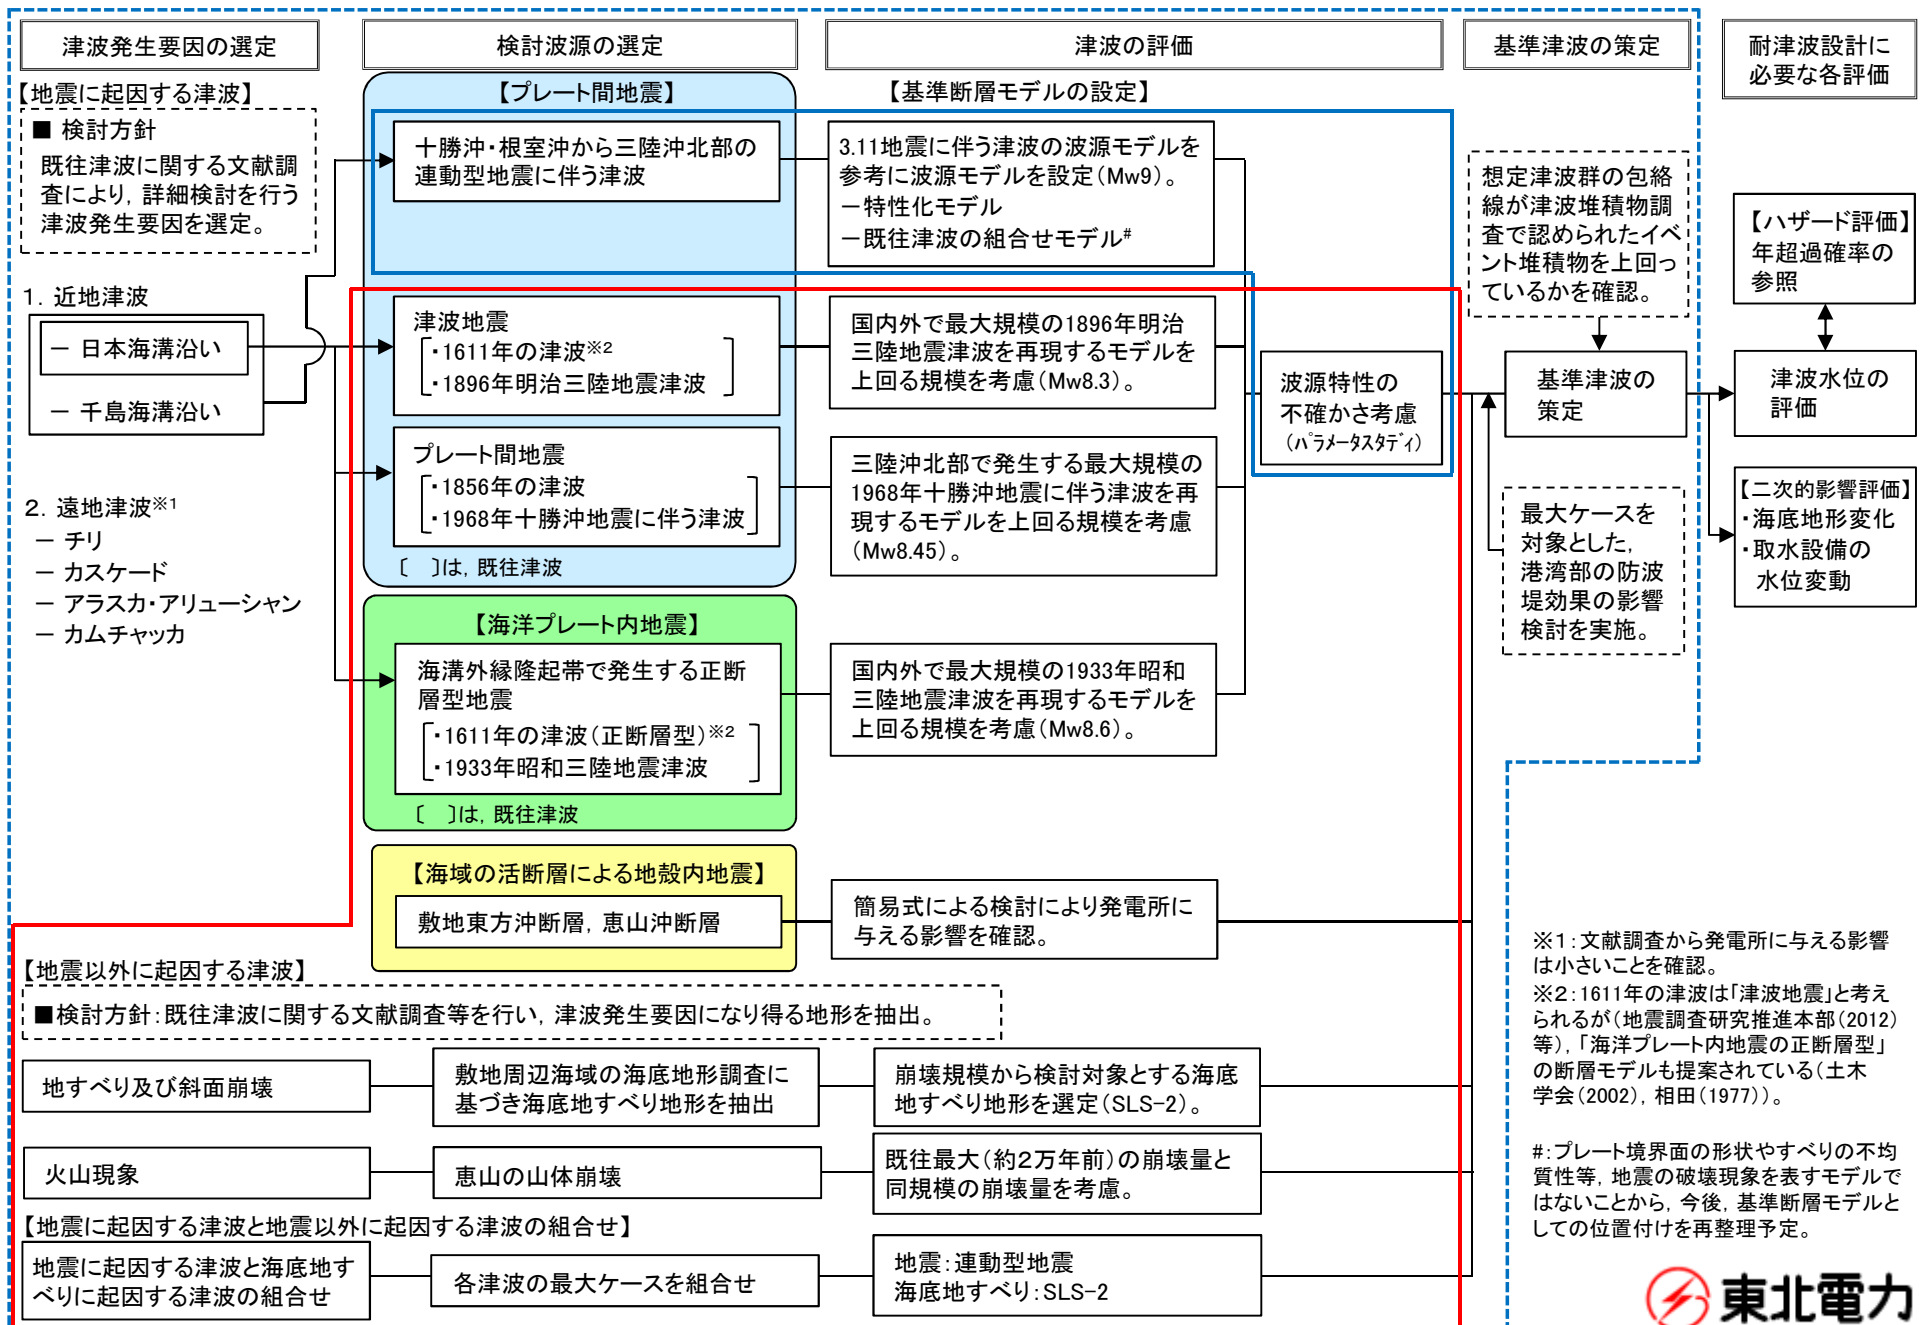 津波発生要因の選定
検討波源の選定
津波の評価
基準津波の策定
耐津波設計に
必要な各評価
【地震に起因する津波】
■ 検討方針
既往津波に関する文献調
査により，詳細検討を行う
津波発生要因を選定。
1．近地津波
－ 日本海溝沿い
－ 千島海溝沿い
2．遠地津波※1
－ チリ
－ カスケード
－ アラスカ・アリューシャン
－ カムチャッカ
【プレート間地震】
十勝沖・根室沖から三陸沖北部の
連動型地震に伴う津波
津波地震
・1611年の津波※2
・1896年明治三陸地震津波
プレート間地震
・1856年の津波
・1968年十勝沖地震に伴う津波
〔　〕は，既往津波
【海洋プレート内地震】
海溝外縁隆起帯で発生する正断
層型地震
・1611年の津波（正断層型）※2
・1933年昭和三陸地震津波
〔　〕は，既往津波
【海域の活断層による地殻内地震】
敷地東方沖断層，恵山沖断層
【基準断層モデルの設定】
3.11地震に伴う津波の波源モデルを
参考に波源モデルを設定（Mw9）。
－特性化モデル
－既往津波の組合せモデル#
国内外で最大規模の1896年明治
三陸地震津波を再現するモデルを
上回る規模を考慮（Mw8.3）。
三陸沖北部で発生する最大規模の
1968年十勝沖地震に伴う津波を再
現するモデルを上回る規模を考慮
（Mw8.45）。
国内外で最大規模の1933年昭和
三陸地震津波を再現するモデルを
上回る規模を考慮（Mw8.6）。
簡易式による検討により発電所に
与える影響を確認。
波源特性の
不確かさ考慮
（ﾊﾟﾗﾒｰﾀｽﾀﾃﾞｨ）
想定津波群の包絡
線が津波堆積物調
査で認められたイベ
ント堆積物を上回っ
ているかを確認。
基準津波の
策定
最大ケースを
対象とした，
港湾部の防波
堤効果の影響
検討を実施。
【ハザード評価】
年超過確率の
参照
津波水位の
評価
【二次的影響評価】
・海底地形変化
・取水設備の
水位変動
【地震以外に起因する津波】
■検討方針：既往津波に関する文献調査等を行い，津波発生要因になり得る地形を抽出。
地すべり及び斜面崩壊
敷地周辺海域の海底地形調査に
基づき海底地すべり地形を抽出
崩壊規模から検討対象とする海底
地すべり地形を選定（SLS-2）。
火山現象
恵山の山体崩壊
既往最大（約2万年前）の崩壊量と
同規模の崩壊量を考慮。
【地震に起因する津波と地震以外に起因する津波の組合せ】
地震に起因する津波と海底地す
べりに起因する津波の組合せ
各津波の最大ケースを組合せ
地震：連動型地震
海底地すべり：SLS-2
※1：文献調査から発電所に与える影響
は小さいことを確認。
※2：1611年の津波は「津波地震」と考え
られるが（地震調査研究推進本部（2012）
等），「海洋プレート内地震の正断層型」
の断層モデルも提案されている（土木
学会（2002），相田（1977））。
#：プレート境界面の形状やすべりの不均
質性等，地震の破壊現象を表すモデルで
はないことから，今後，基準断層モデルと
しての位置付けを再整理予定。
東北電力